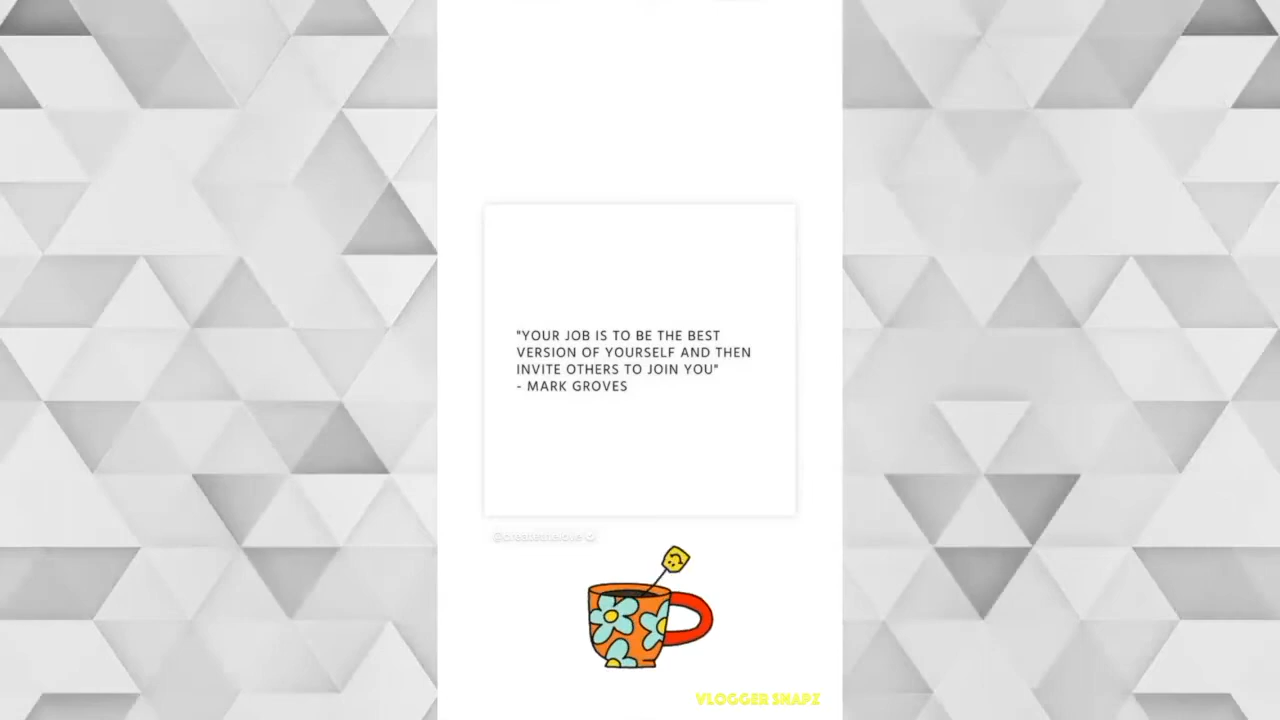 "YOUR JOB IS TO BE THE BEST
VERSION OF YOURSELF AND THEN
INVITE OTHERS TO JOIN YOU"
- MARK GROVES
@createthelove
VLOGGER SNAPZ